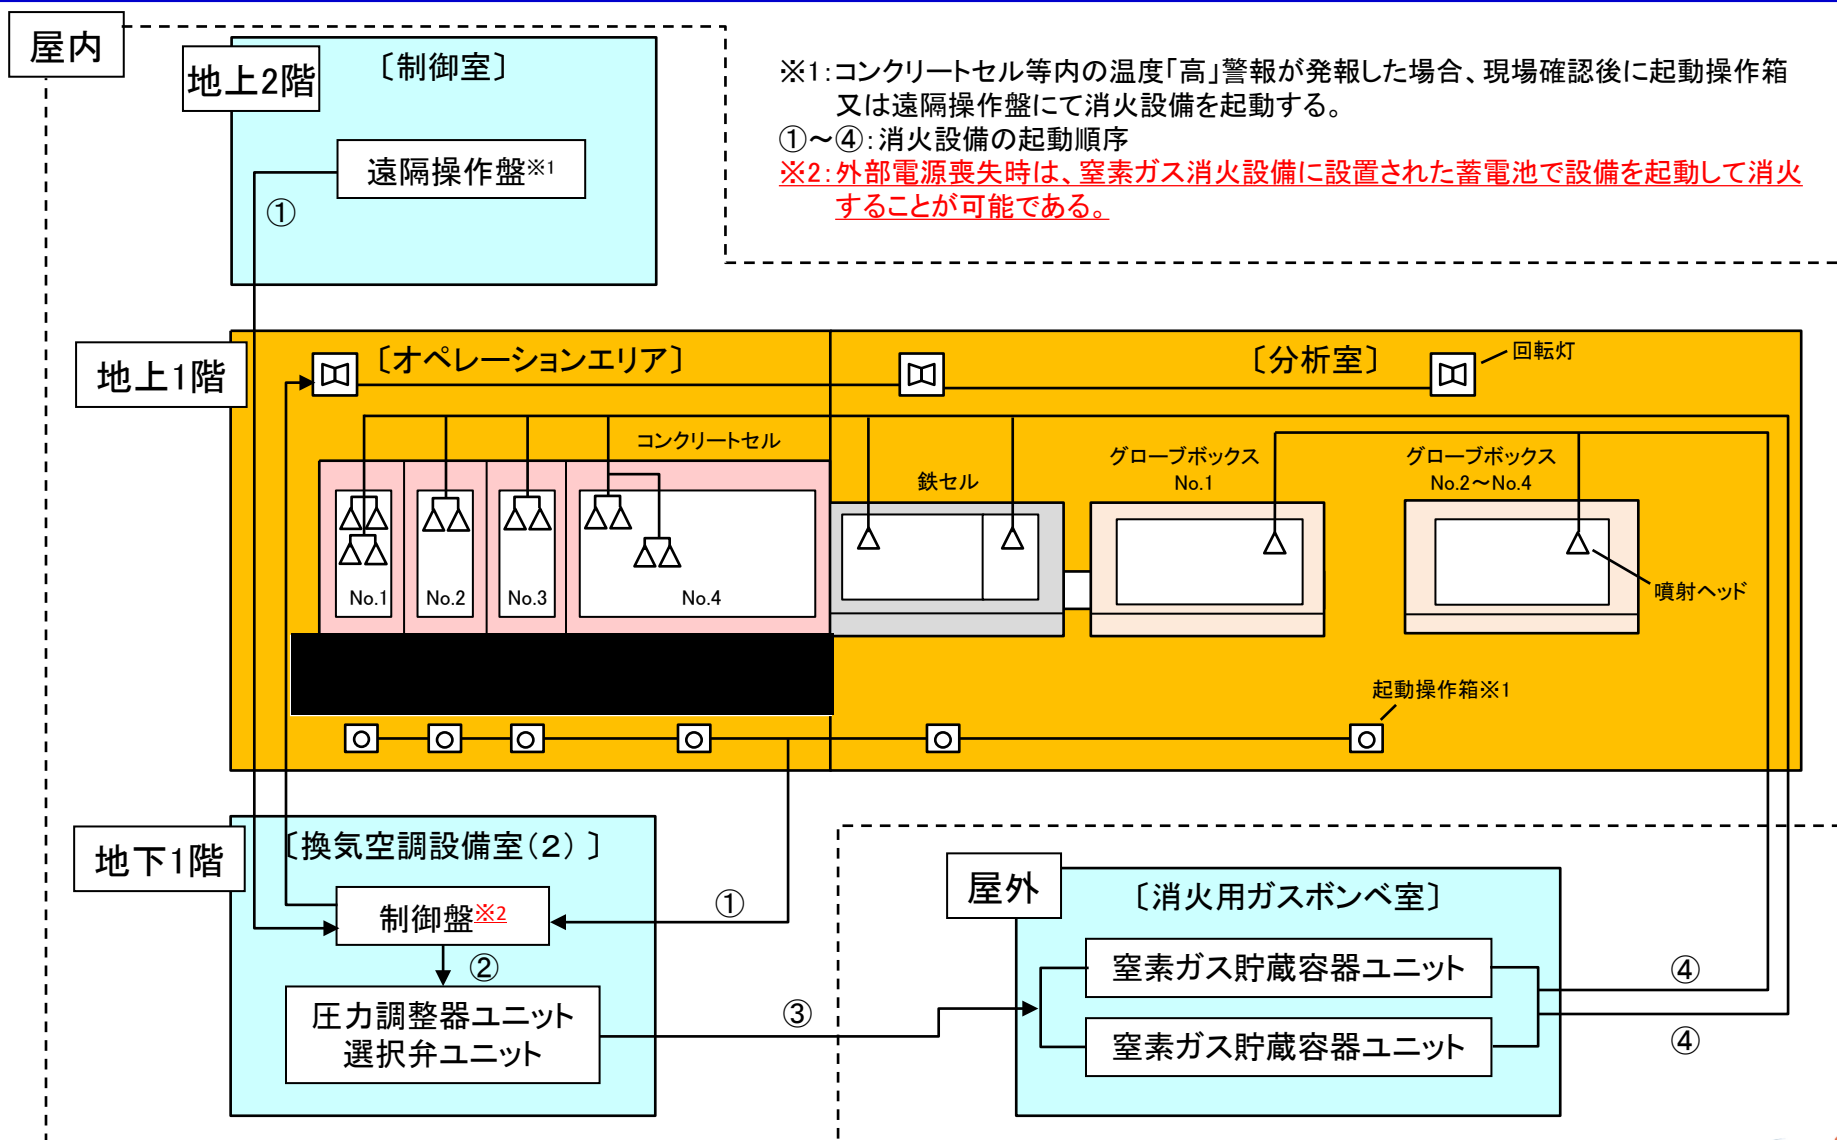 屋内
地上2階
〔制御室〕
遠隔操作盤※1
①
※1:コンクリートセル等内の温度「高」警報が発報した場合、現場確認後に起動操作箱
又は遠隔操作盤にて消火設備を起動する。
①～④:消火設備の起動順序
※2:外部電源喪失時は、窒素ガス消火設備に設置された蓄電池で設備を起動して消火
することが可能である。
地上1階
〔オペレーションエリア〕
〔分析室〕
回転灯
コンクリートセル
鉄セル
グローブボックス
No.1
グローブボックス
No.2～No.4
No.1
No.2
No.3
No.4
噴射ヘッド
起動操作箱※1
地下1階
〔換気空調設備室(2)〕
制御盤※2
①
②
圧力調整器ユニット
選択弁ユニット
③
屋外
〔消火用ガスボンベ室〕
窒素ガス貯蔵容器ユニット
窒素ガス貯蔵容器ユニット
④
④